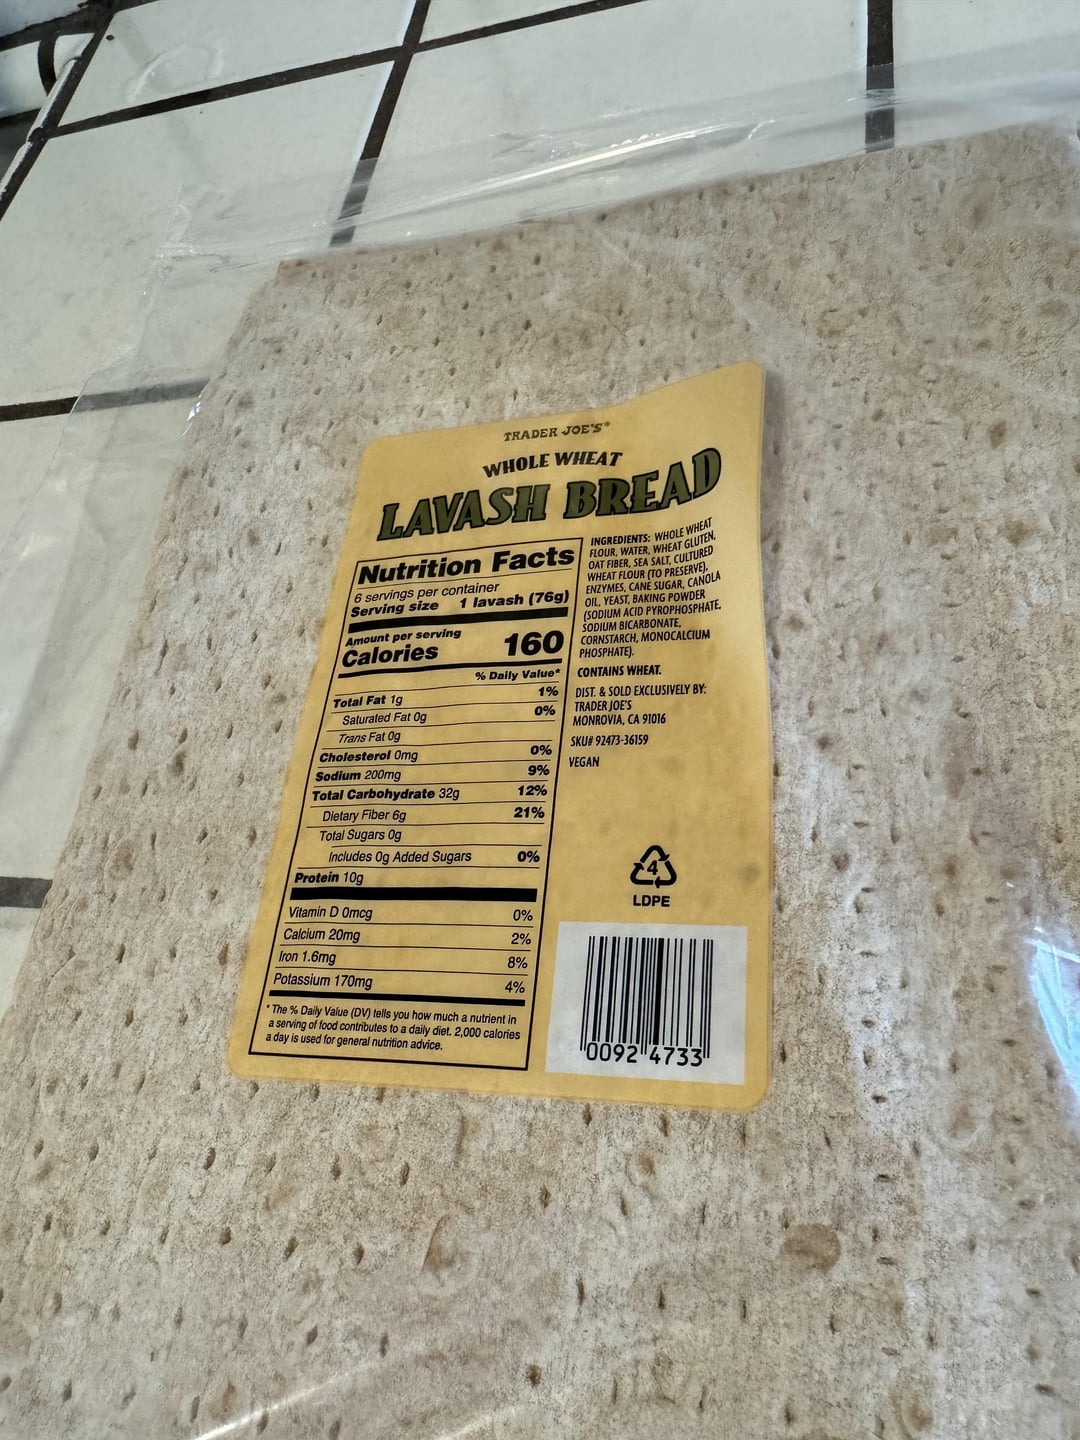 TRADER JOE'S®
WHOLE WHEAT
LAVASH BREAD
Nutrition Facts
6 servings per container
Serving size 1 lavash (76g)
Amount per serving
Calories 160
% Daily Value*
Total Fat 1g 1%
Saturated Fat 0g 0%
Trans Fat 0g
Cholesterol 0mg 0%
Sodium 200mg 9%
Total Carbohydrate 32g 12%
Dietary Fiber 6g 21%
Total Sugars 0g
Includes 0g Added Sugars 0%
Protein 10g
Vitamin D 0mcg 0%
Calcium 20mg 2%
Iron 1.6mg 8%
Potassium 170mg 4%
* The % Daily Value (DV) tells you how much a nutrient in
a serving of food contributes to a daily diet. 2,000 calories
a day is used for general nutrition advice.
INGREDIENTS: WHOLE WHEAT
FLOUR, WATER, WHEAT GLUTEN,
OAT FIBER, SEA SALT, CULTURED
WHEAT FLOUR (TO PRESERVE),
ENZYMES, CANE SUGAR, CANOLA
OIL, YEAST, BAKING POWDER
(SODIUM ACID PYROPHOSPHATE,
SODIUM BICARBONATE,
CORNSTARCH, MONOCALCIUM
PHOSPHATE).
CONTAINS WHEAT.
DIST. & SOLD EXCLUSIVELY BY:
TRADER JOE'S
MONROVIA, CA 91016
SKU# 92473-36159
VEGAN
4
LDPE
0092 4733